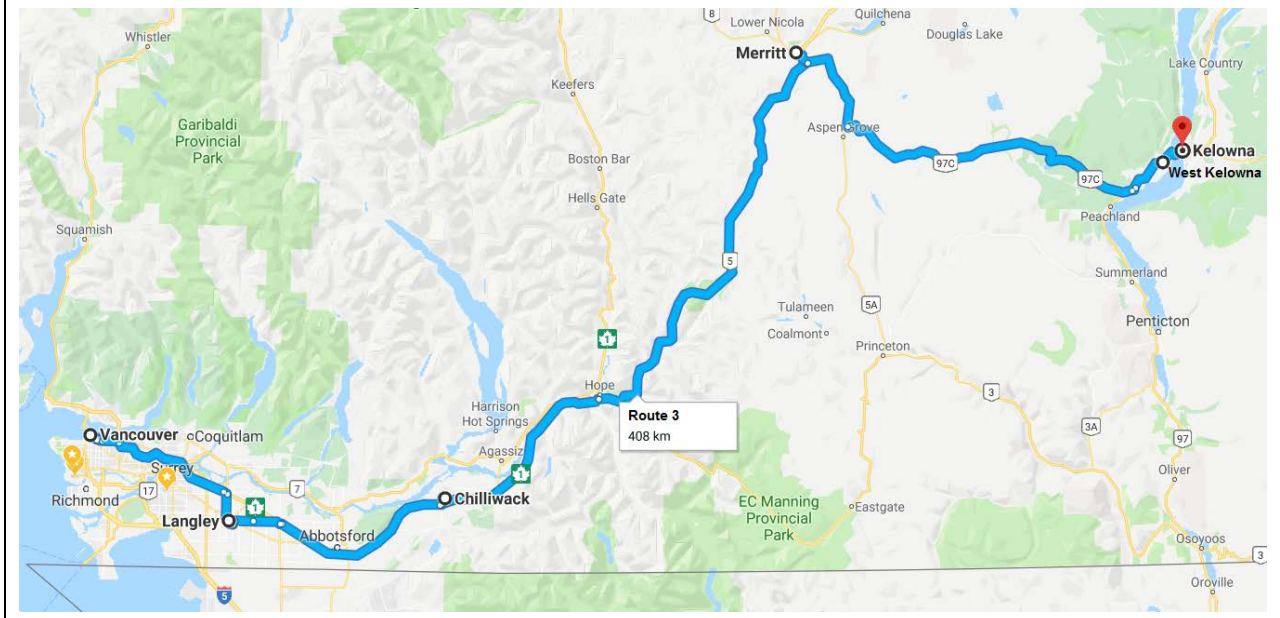 8
Quilchena
Lower Nicola
Douglas Lake
Whistler
Merritt
Lake Country
Keefers
Garibaldi
Provincial
Park
Aspen Grove
Kelowna
Boston Bar
97C
West Kelowna
97C
Hells Gate
Peachland
Squamish
5
Summerland
Tulameen
5A
Coalmont
Penticton
1
Princeton
Hope
3
Route 3
408 km
Harrison
Hot Springs
3A
97
Vancouver
Coquitlam
Agassiz
Surrey
1
Oliver
Richmond
17
7
Chilliwack
EC Manning
Provincial
Park
Eastgate
1
Langley
Abbotsford
Osoyoos
3
Oroville
5